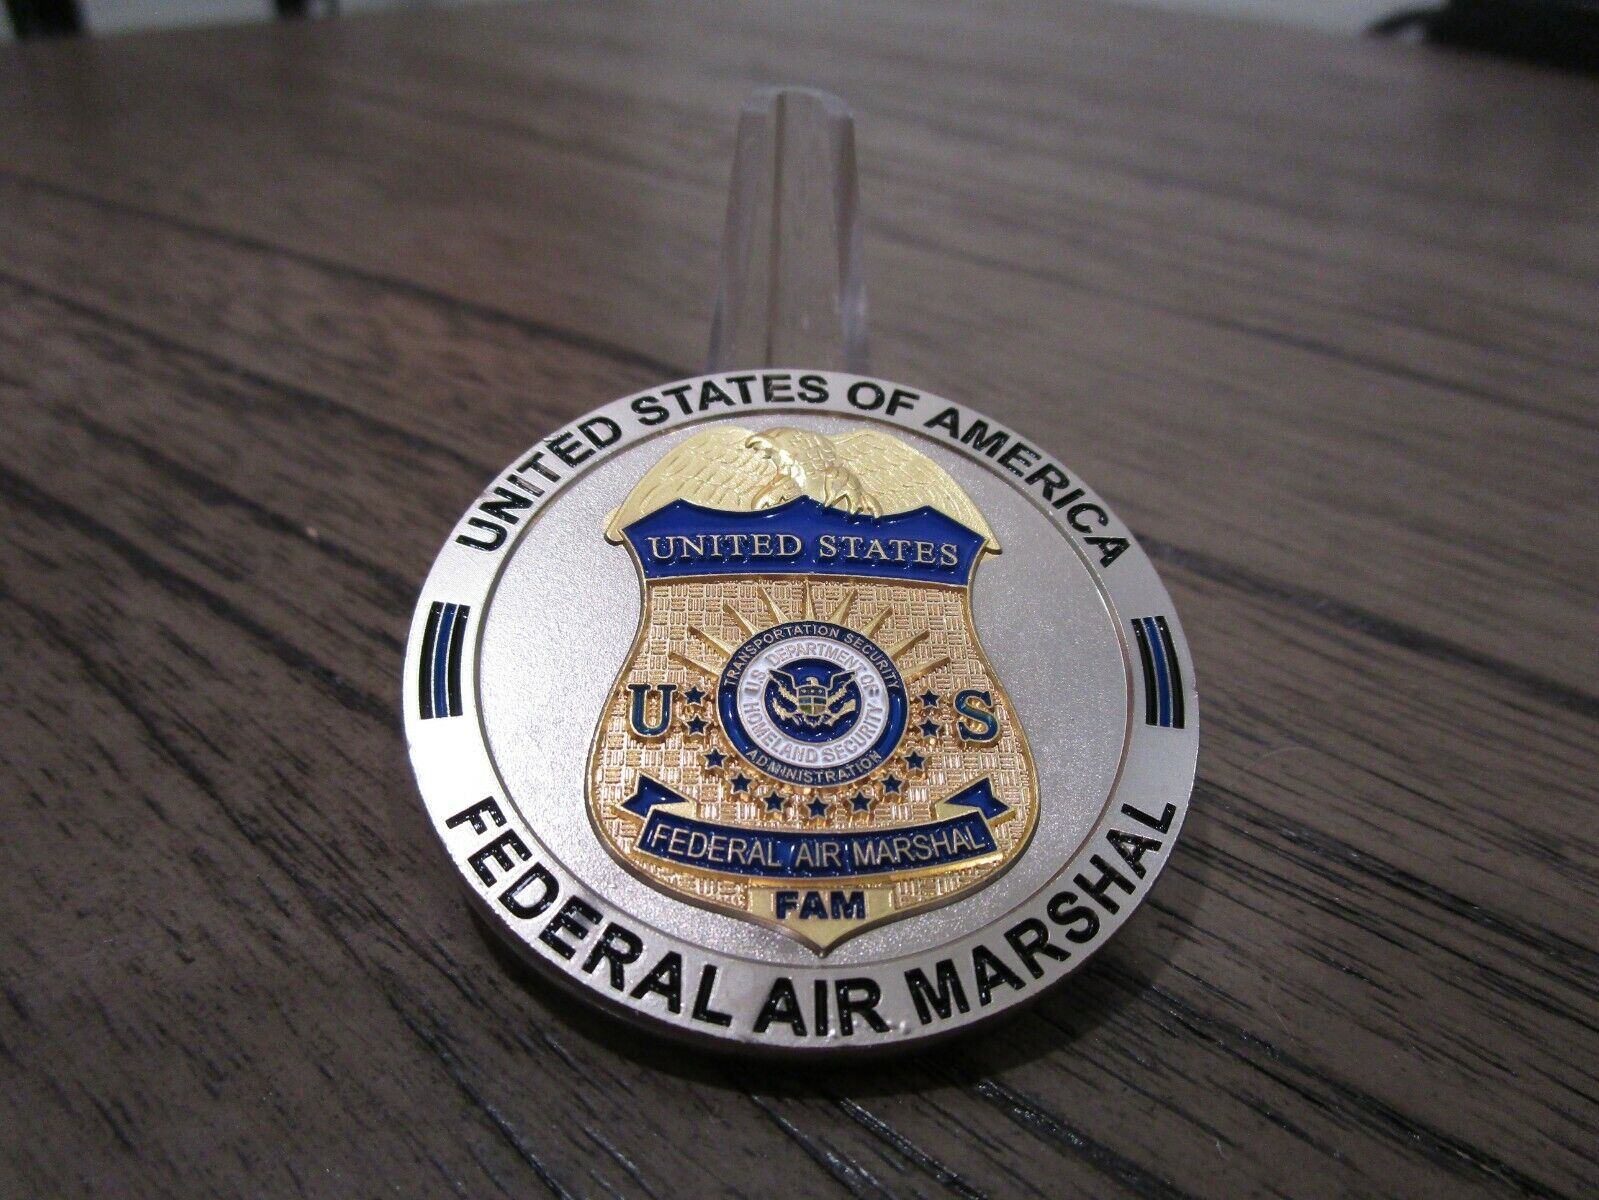 UNITED STATES OF AMERICA
UNITED STATES
TRANSPORTATION SECURITY
U.S. DEPARTMENT OF
U S
HOMELAND SECURITY
ADMINISTRATION
FEDERAL AIR MARSHAL
FAM
FEDERAL AIR MARSHAL